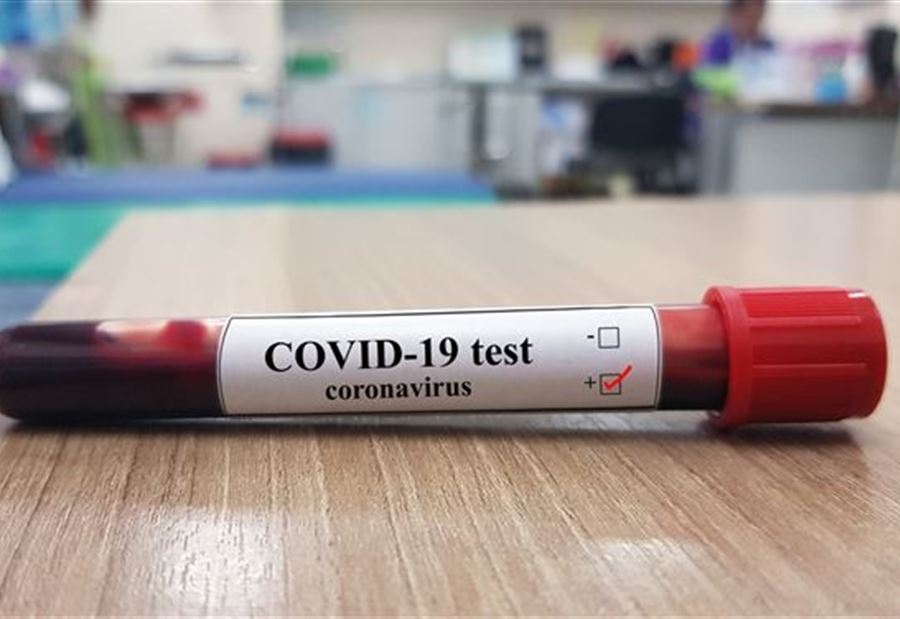 COVID-19 test
coronavirus
- ☐
+ ☑